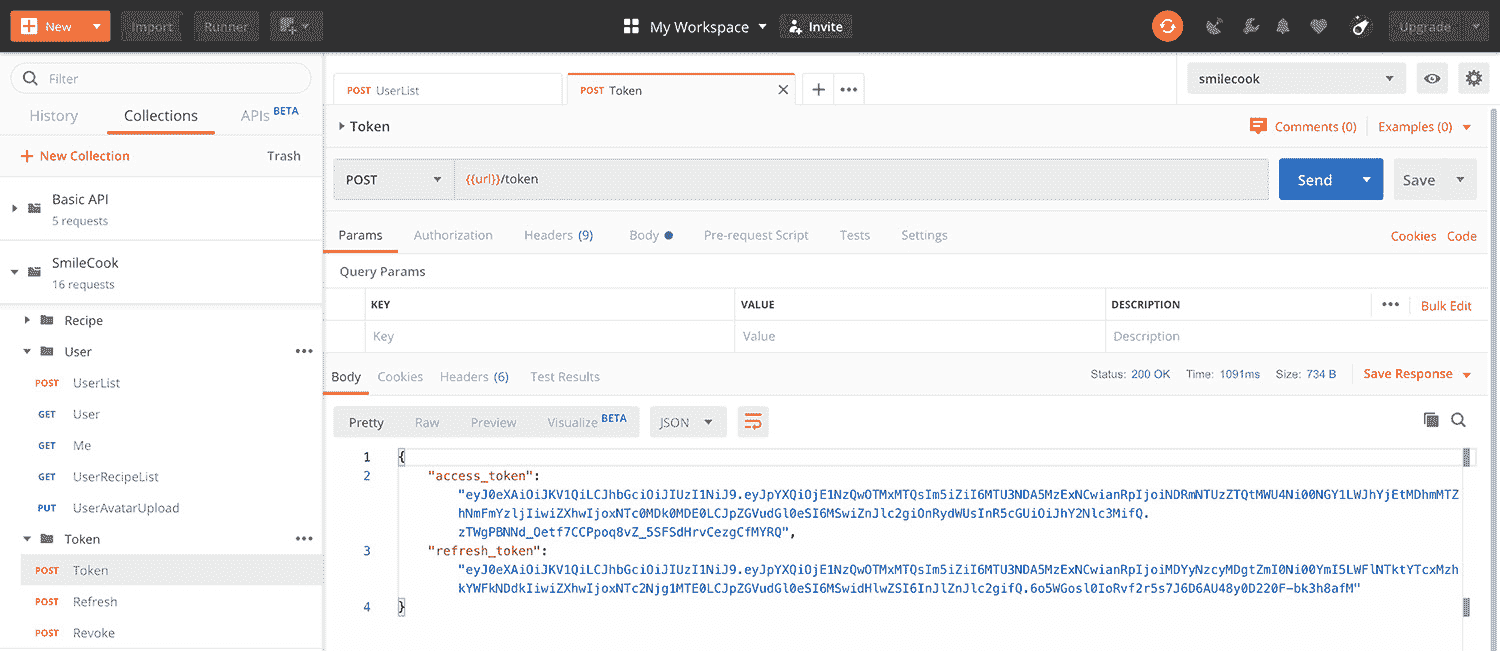 New Import Runner My Workspace Invite Upgrade
Filter
History Collections APIs BETA
New Collection Trash
Basic API
5 requests
SmileCook
16 requests
Recipe
User
POST UserList
GET User
GET Me
GET UserRecipeList
PUT UserAvatarUpload
Token
POST Token
POST Refresh
POST Revoke
POST UserList POST Token smilecook
Token Comments (0) Examples (0)
POST {{url}}/token Send Save
Params Authorization Headers (9) Body Pre-request Script Tests Settings Cookies Code
Query Params
KEY VALUE DESCRIPTION Bulk Edit
Key Value Description
Body Cookies Headers (6) Test Results Status: 200 OK Time: 1091ms Size: 734 B Save Response
Pretty Raw Preview Visualize BETA JSON
1 {
2 "access_token":
"eyJ0eXAiOiJKV1QiLCJhbGciOiJIUzI1NiJ9.eyJpYXQiOjE1NzQwOTMxMTQsIm5iZiI6MTU3NDA5MzExNCwianRpIjoiNDRmNTUzZTQtMWU4Ni00NGY1LWJhYjEtMDhmMTZ
hNmFmYzljIiwiZXhwIjoxNTc0MDk0MDE0LCJpZGVudGl0eSI6MSwiZnJlc2giOnRydWUsInR5cGUiOiJhY2Nlc3MifQ.
zTWgPBNNd_Oetf7CCPpoq8vZ_5SFSdHrvCezgCfMYRQ",
3 "refresh_token":
"eyJ0eXAiOiJKV1QiLCJhbGciOiJIUzI1NiJ9.eyJpYXQiOjE1NzQwOTMxMTQsIm5iZiI6MTU3NDA5MzExNCwianRpIjoiMDYyNzcyMDgtZmI0Ni00YmI5LWFlNTktYTcxMzh
kYWFkNDdkIiwiZXhwIjoxNTc2Njg1MTE0LCJpZGVudGl0eSI6MSwidHlwZSI6InJlZnJlc2gifQ.6o5WGosl0IoRvf2r5s7J6D6AU48y0D220F-bk3h8afM"
4 }